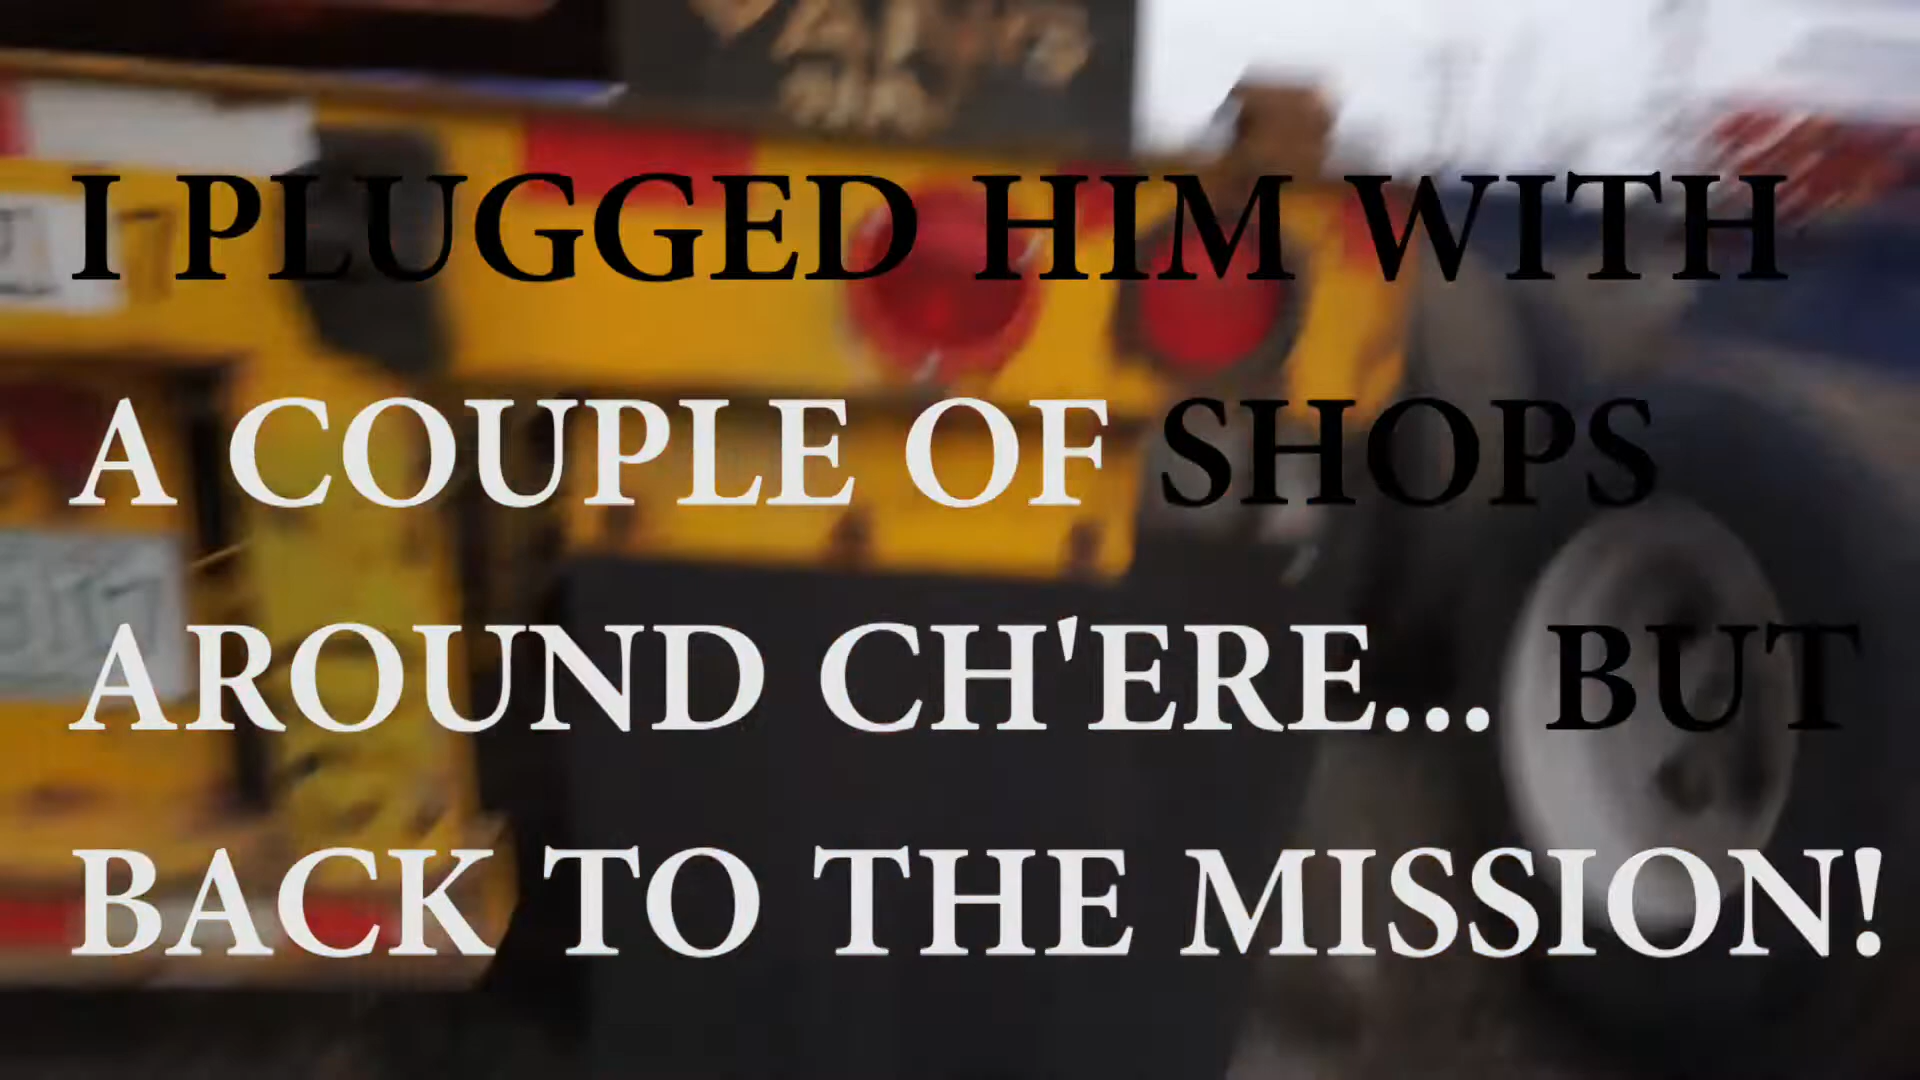 I PLUGGED HIM WITH
A COUPLE OF SHOPS
AROUND CH'ERE... BUT
BACK TO THE MISSION!